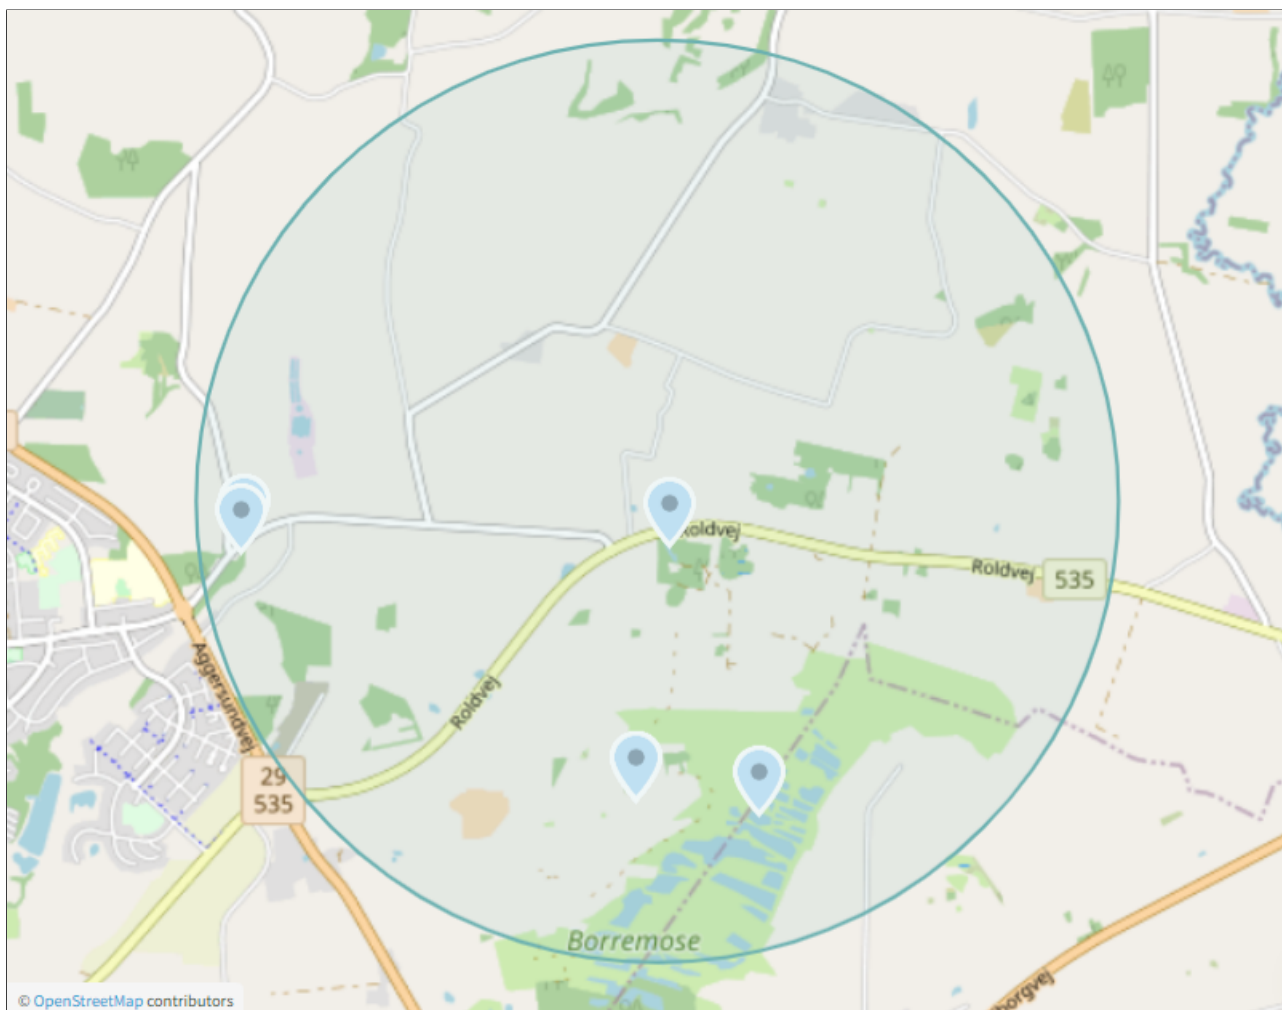 Roldvej
Roldvej
535
Aggersundvej
Roldvej
29
535
Borremose
© OpenStreetMap contributors